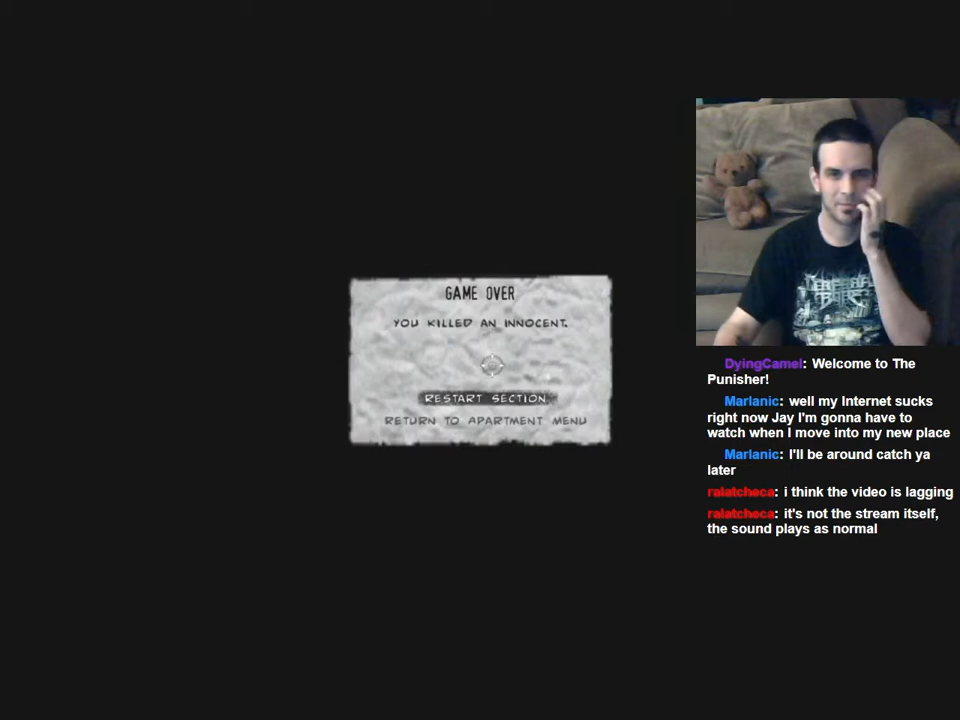 GAME OVER
YOU KILLED AN INNOCENT.
RESTART SECTION
RETURN TO APARTMENT MENU
DyingCamel: Welcome to The
Punisher!
Marlanic: well my Internet sucks
right now Jay I'm gonna have to
watch when I move into my new place
Marlanic: I'll be around catch ya
later
ralatcheca: i think the video is lagging
ralatcheca: it's not the stream itself,
the sound plays as normal